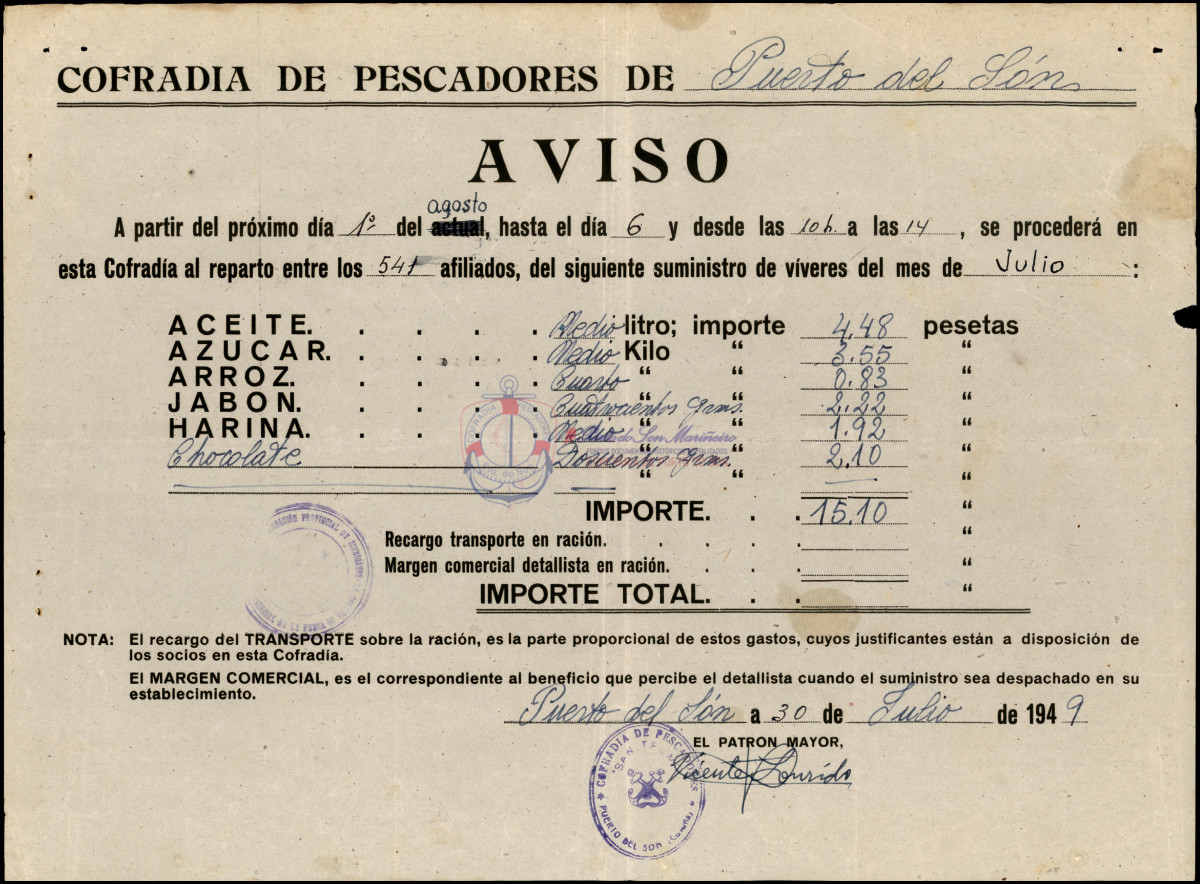 COFRADIA DE PESCADORES DE Puerto del Són
AVISO
agosto
A partir del próximo día 1º del actual, hasta el día 6 y desde las 10 h. a las 14, se procederá en
esta Cofradía al reparto entre los 541 afiliados, del siguiente suministro de víveres del mes de Julio :
ACEITE. . . . . Medio litro; importe 4.48 pesetas
AZUCAR. . . . . Medio Kilo “ 3.55 “
ARROZ. . . . . Cuarto “ “ 0.83 “
JABON. . . . . Cuatrocientos grms. “ 2.22 “
HARINA. . . . . Medio “ “ 1.92 “
Chocolate Doscientos grms. “ 2.10 “
“ “ — “
IMPORTE. . . 15.10 “
Recargo transporte en ración. . . . . . “
Margen comercial detallista en ración. . . . “
IMPORTE TOTAL. . . “
NOTA: El recargo del TRANSPORTE sobre la ración, es la parte proporcional de estos gastos, cuyos justificantes están a disposición de
los socios en esta Cofradía.
El MARGEN COMERCIAL, es el correspondiente al beneficio que percibe el detallista cuando el suministro sea despachado en su
establecimiento.
Puerto del Són a 30 de Julio de 1949
EL PATRON MAYOR,
Vicente Lourido
COFRADIA DE PESCADORES
SAN TELMO
PUERTO DEL SON (Coruña)